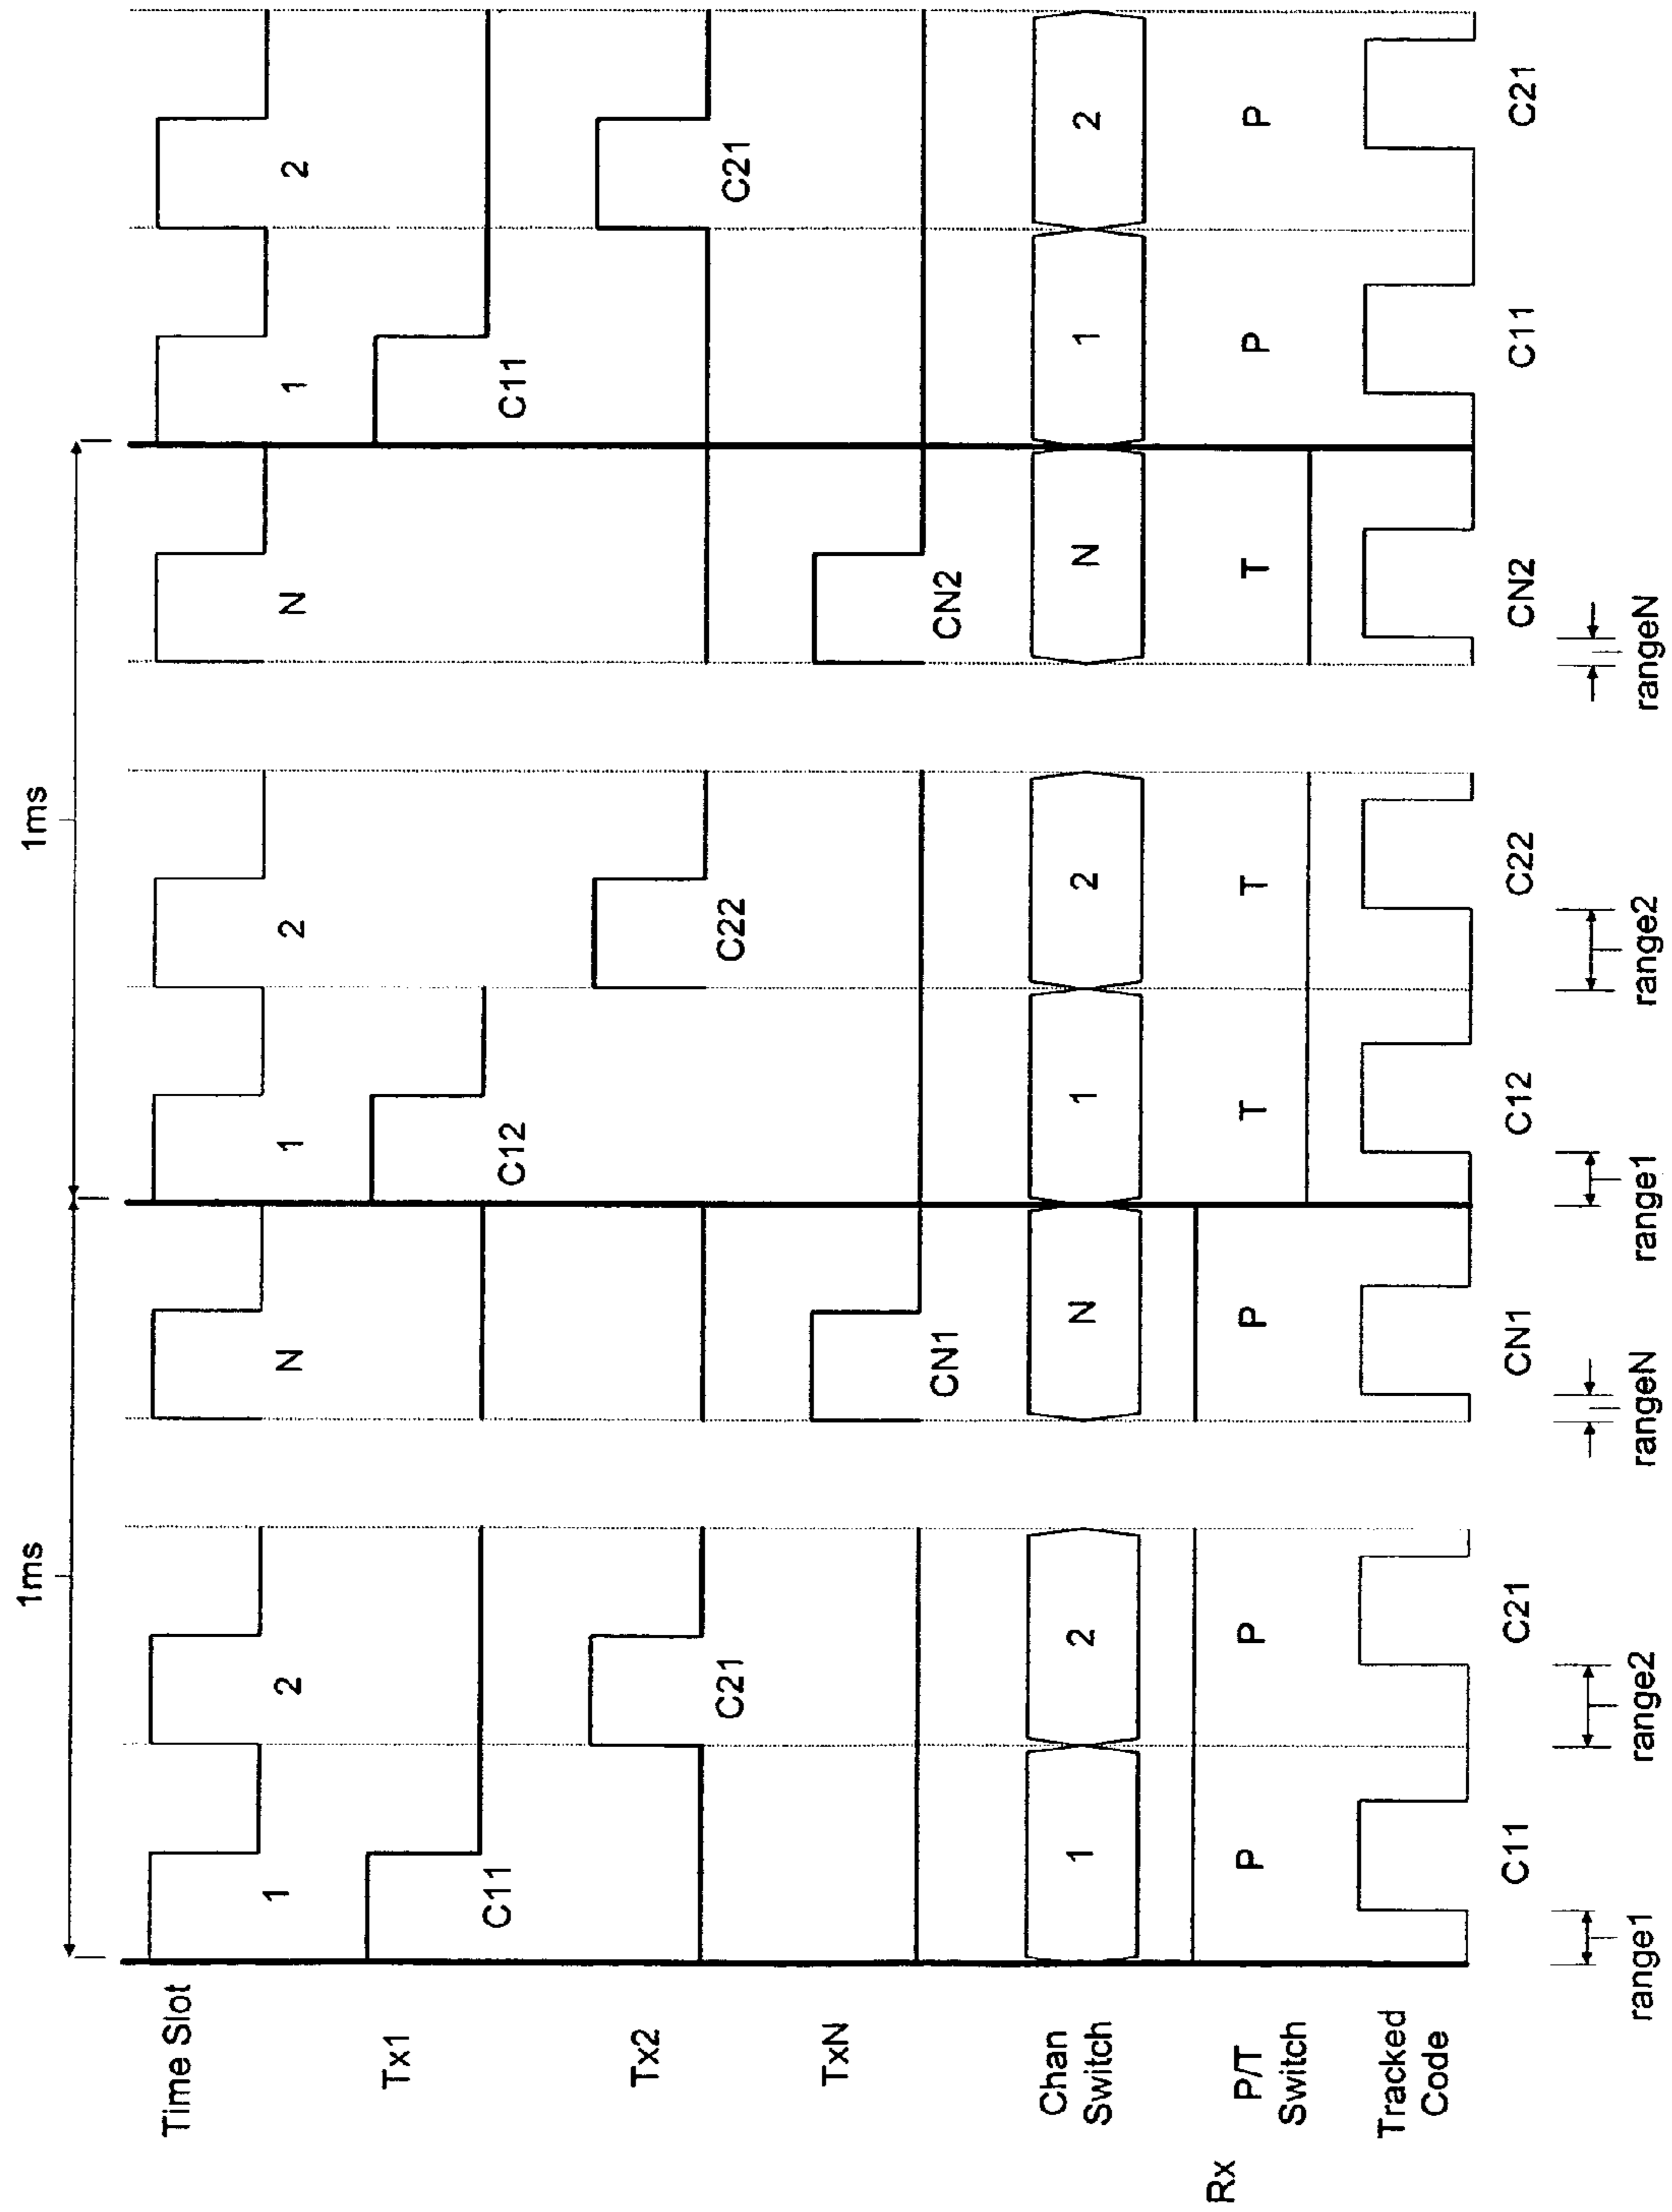 1ms 1ms
Time Slot 1 2 N 1 2 N 1 2
Tx1 C11 C12 C11
Tx2 C21 C22 C21
TxN CN1 CN2
Chan
Switch
1 2 N 1 2 N 1 2
Rx
P/T
Switch
P P P T T T P P
Tracked
Code
C11 C21 CN1 C12 C22 CN2 C11 C21
range1 range2 rangeN range1 range2 rangeN